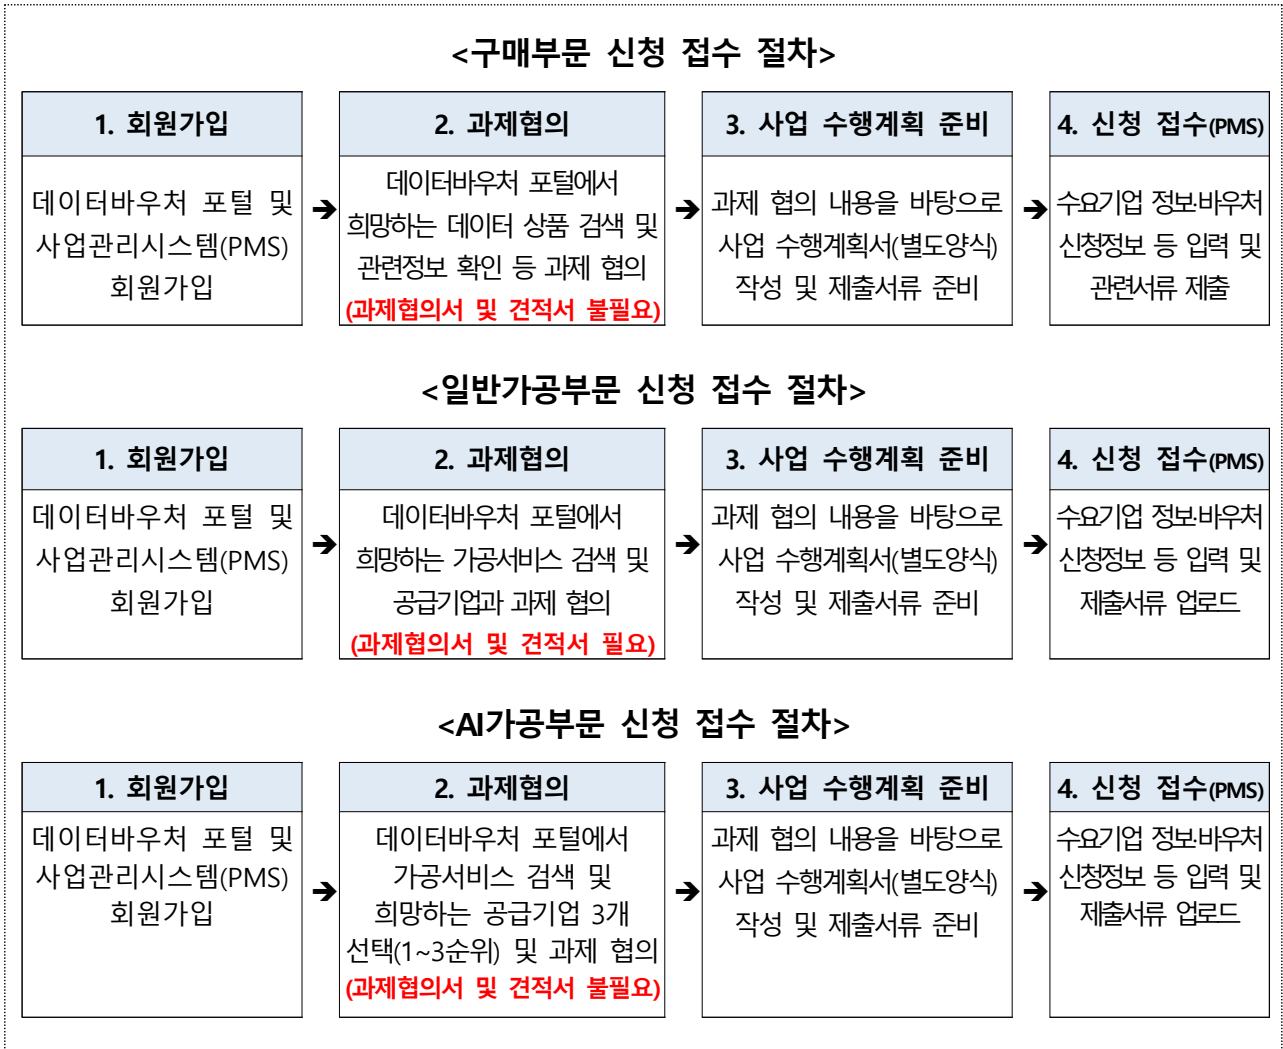 <구매부문 신청 접수 절차>
1. 회원가입
데이터바우처 포털 및
사업관리시스템(PMS)
회원가입
➔
2. 과제협의
데이터바우처 포털에서
희망하는 데이터 상품 검색 및
관련정보 확인 등 과제 협의
(과제협의서 및 견적서 불필요)
➔
3. 사업 수행계획 준비
과제 협의 내용을 바탕으로
사업 수행계획서(별도양식)
작성 및 제출서류 준비
➔
4. 신청 접수(PMS)
수요기업 정보·바우처
신청정보 등 입력 및
관련서류 제출
<일반가공부문 신청 접수 절차>
1. 회원가입
데이터바우처 포털 및
사업관리시스템(PMS)
회원가입
➔
2. 과제협의
데이터바우처 포털에서
희망하는 가공서비스 검색 및
공급기업과 과제 협의
(과제협의서 및 견적서 필요)
➔
3. 사업 수행계획 준비
과제 협의 내용을 바탕으로
사업 수행계획서(별도양식)
작성 및 제출서류 준비
➔
4. 신청 접수(PMS)
수요기업 정보·바우처
신청정보 등 입력 및
제출서류 업로드
<AI가공부문 신청 접수 절차>
1. 회원가입
데이터바우처 포털 및
사업관리시스템(PMS)
회원가입
➔
2. 과제협의
데이터바우처 포털에서
가공서비스 검색 및
희망하는 공급기업 3개
선택(1~3순위) 및 과제 협의
(과제협의서 및 견적서 불필요)
➔
3. 사업 수행계획 준비
과제 협의 내용을 바탕으로
사업 수행계획서(별도양식)
작성 및 제출서류 준비
➔
4. 신청 접수(PMS)
수요기업 정보·바우처
신청정보 등 입력 및
제출서류 업로드